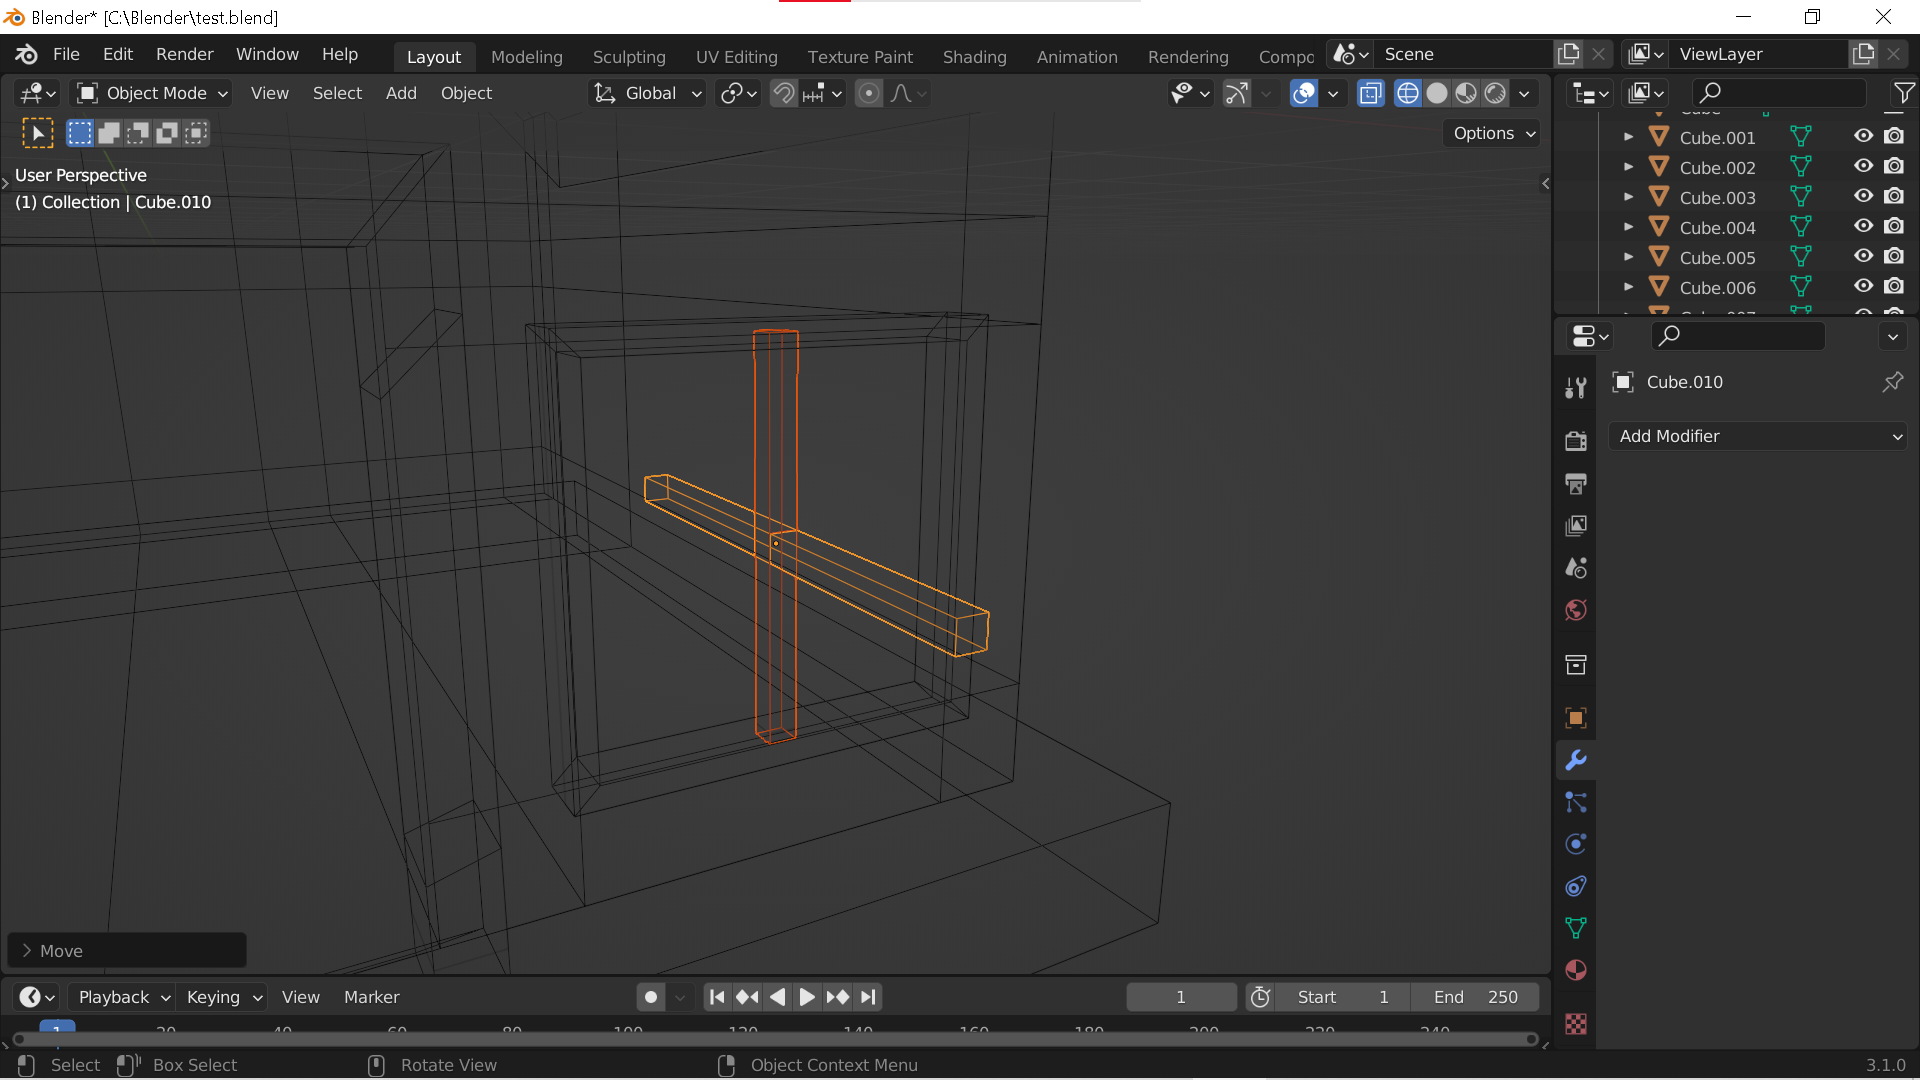 Blender* [C:\Blender\test.blend]
File Edit Render Window Help Layout Modeling Sculpting UV Editing Texture Paint Shading Animation Rendering Compo Scene ViewLayer
Object Mode View Select Add Object Global
Options
User Perspective
(1) Collection | Cube.010
Cube
Cube.001
Cube.002
Cube.003
Cube.004
Cube.005
Cube.006
Cube.010
Add Modifier
Move
Playback Keying View Marker 1 Start 1 End 250
1 20 40 60 80 100 120 140 160 180 200 220 240
Select Box Select Rotate View Object Context Menu 3.1.0